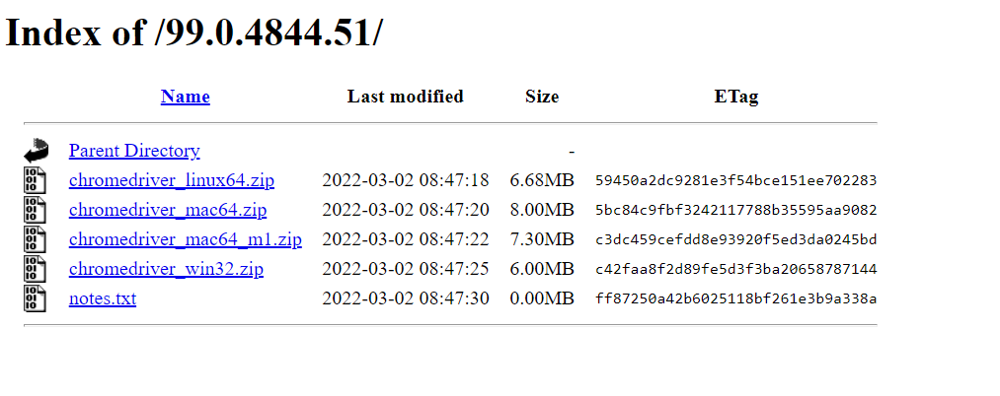 Index of /99.0.4844.51/
Name Last modified Size ETag
Parent Directory -
chromedriver_linux64.zip 2022-03-02 08:47:18 6.68MB 59450a2dc9281e3f54bce151ee702283
chromedriver_mac64.zip 2022-03-02 08:47:20 8.00MB 5bc84c9fbf3242117788b35595aa9082
chromedriver_mac64_m1.zip 2022-03-02 08:47:22 7.30MB c3dc459cefdd8e93920f5ed3da0245bd
chromedriver_win32.zip 2022-03-02 08:47:25 6.00MB c42faa8f2d89fe5d3f3ba20658787144
notes.txt 2022-03-02 08:47:30 0.00MB ff87250a42b6025118bf261e3b9a338a